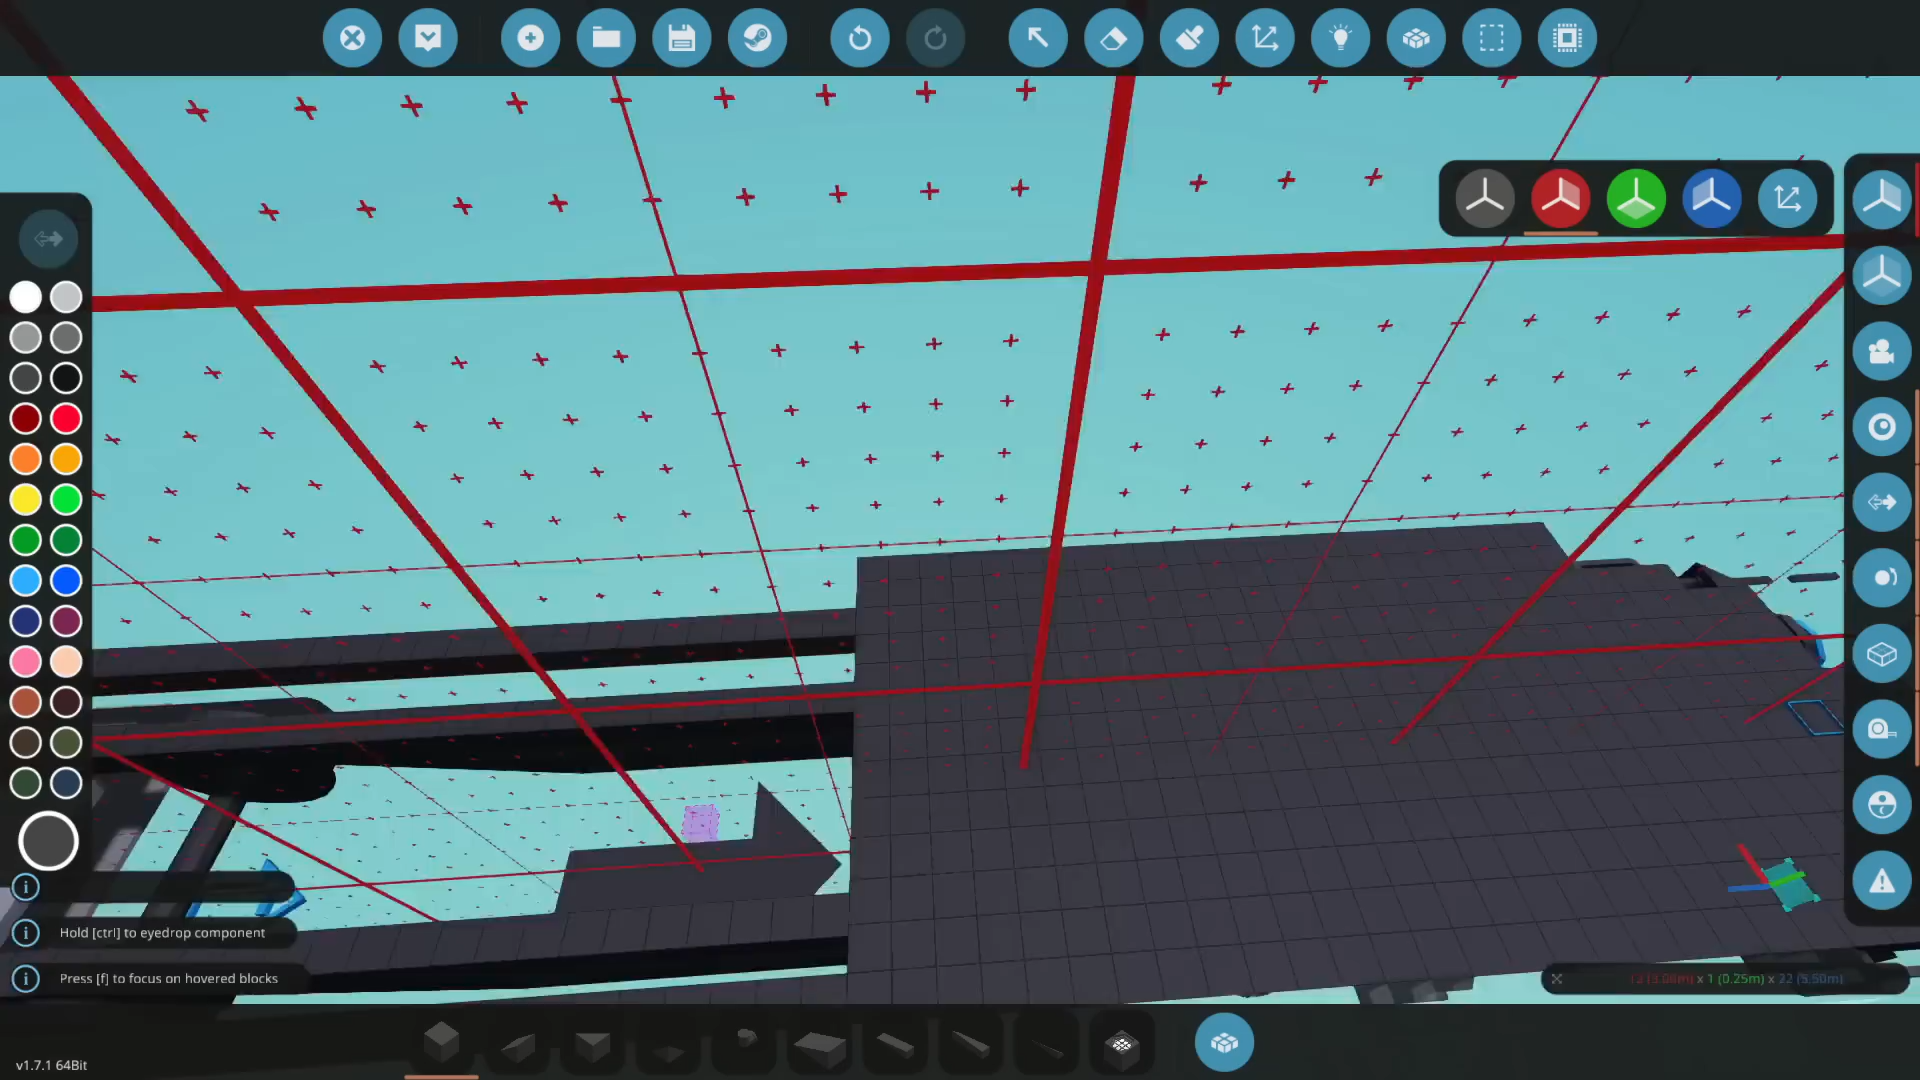 Hold [ctrl] to eyedrop component
Press [f] to focus on hovered blocks
x 1 (0.25m) x 22 (5.50m)
v1.7.1 64Bit